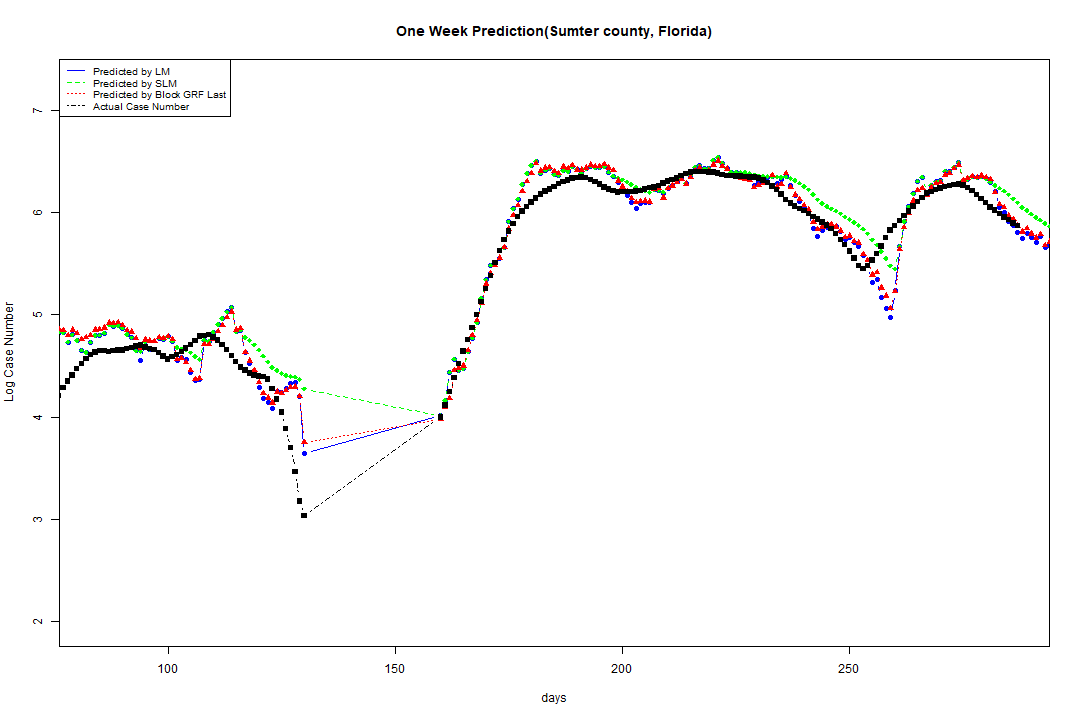 One Week Prediction(Sumter county, Florida)
Predicted by LM
Predicted by SLM
Predicted by Block GRF Last
Actual Case Number
7
6
5
4
3
2
Log Case Number
100 150 200 250
days